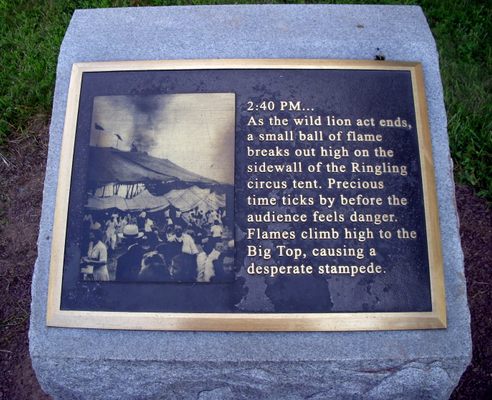 2:40 PM...
As the wild lion act ends,
a small ball of flame
breaks out high on the
sidewall of the Ringling
circus tent. Precious
time ticks by before the
audience feels danger.
Flames climb high to the
Big Top, causing a
desperate stampede.